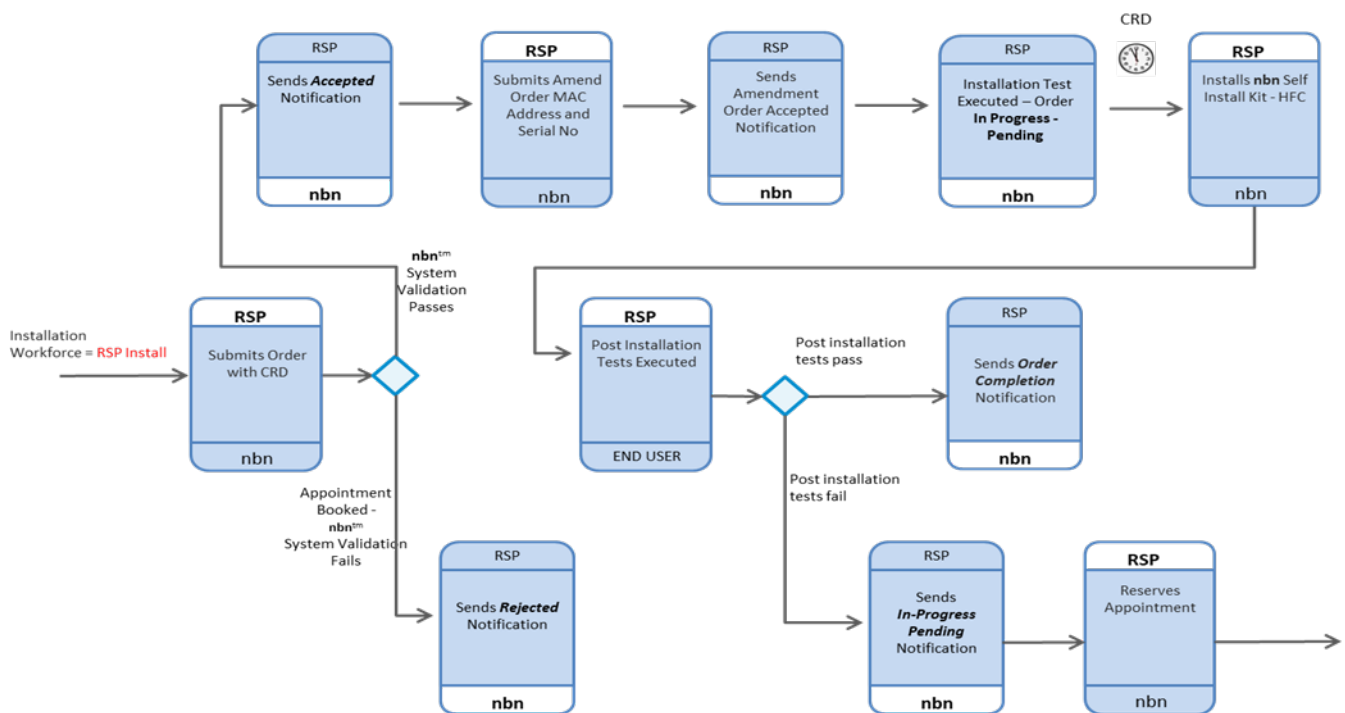 CRD
RSP
Sends Accepted
Notification
nbn
RSP
Submits Amend
Order MAC
Address and
Serial No
nbn
RSP
Sends
Amendment
Order Accepted
Notification
nbn
RSP
Installation Test
Executed – Order
In Progress -
Pending
nbn
RSP
Installs nbn Self
Install Kit - HFC
nbn
nbn™
System
Validation
Passes
Installation
Workforce = RSP Install
RSP
Submits Order
with CRD
nbn
Appointment
Booked -
nbn™
System Validation
Fails
RSP
Sends Rejected
Notification
nbn
RSP
Post Installation
Tests Executed
END USER
Post installation
tests pass
RSP
Sends Order
Completion
Notification
nbn
Post installation
tests fail
RSP
Sends
In-Progress
Pending
Notification
nbn
RSP
Reserves
Appointment
nbn